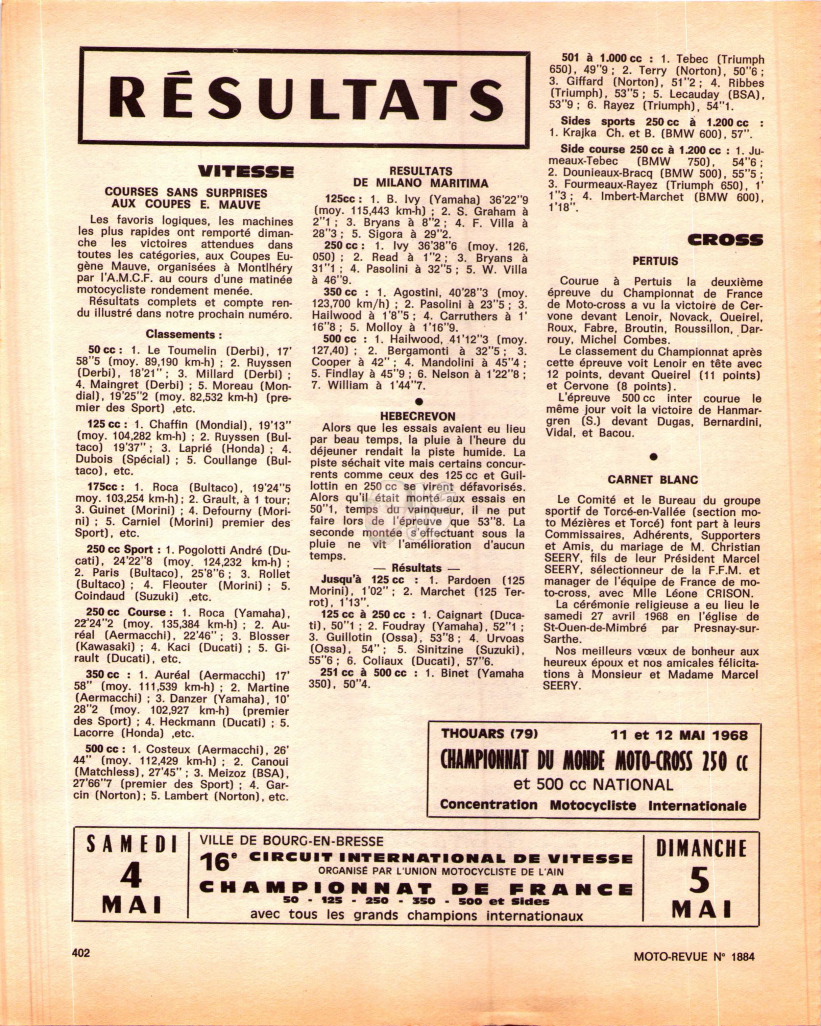 RÉSULTATS
VITESSE
COURSES SANS SURPRISES
AUX COUPES E. MAUVE
Les favoris logiques, les machines
les plus rapides ont remporté diman-
che les victoires attendues dans
toutes les catégories, aux Coupes Eu-
gène Mauve, organisées à Montlhéry
par l'A.M.C.F. au cours d'une matinée
motocycliste rondement menée.
Résultats complets et compte ren-
du illustré dans notre prochain numéro.
Classements :
50 cc : 1. Le Toumelin (Derbi), 17'
58"5 (moy. 89,190 km-h) ; 2. Ruyssen
(Derbi), 18'21" ; 3. Millard (Derbi) ;
4. Maingret (Derbi) ; 5. Moreau (Mon-
dial), 19'25"2 (moy. 82,532 km-h) (pre-
mier des Sport) ,etc.
125 cc : 1. Chaffin (Mondial), 19'13"
(moy. 104,282 km-h) ; 2. Ruyssen (Bul-
taco) 19'37" ; 3. Laprié (Honda) ; 4.
Dubois (Spécial) ; 5. Coullange (Bul-
taco), etc.
175cc : 1. Roca (Bultaco), 19'24"5
moy. 103,254 km-h) ; 2. Grault, à 1 tour;
3. Guinet (Morini) ; 4. Defourny (Mori-
ni) ; 5. Carniel (Morini) premier des
Sport), etc.
250 cc Sport : 1. Pogolotti André (Du-
cati), 24'22"8 (moy. 124,232 km-h) ;
2. Paris (Bultaco), 25'8"6 ; 3. Rollet
(Bultaco) ; 4. Fleouter (Morini) ; 5.
Coindaud (Suzuki) ,etc.
250 cc Course : 1. Roca (Yamaha),
22'24"2 (moy. 135,384 km-h) ; 2. Au-
réal (Aermacchi), 22'46" ; 3. Blosser
(Kawasaki) ; 4. Kaci (Ducati) ; 5. Gi-
rault (Ducati), etc.
350 cc : 1. Auréal (Aermacchi) 17'
58" (moy. 111,539 km-h) ; 2. Martine
(Aermacchi) ; 3. Danzer (Yamaha), 10'
28"2 (moy. 102,927 km-h) (premier
des Sport) ; 4. Heckmann (Ducati) ; 5.
Lacorre (Honda) ,etc.
500 cc : 1. Costeux (Aermacchi), 26'
44" (moy. 112,429 km-h) ; 2. Canoui
(Matchless), 27'45" ; 3. Meizoz (BSA),
27'66"7 (premier des Sport) ; 4. Gar-
cin (Norton); 5. Lambert (Norton), etc.
RESULTATS
DE MILANO MARITIMA
125cc : 1. B. Ivy (Yamaha) 36'22"9
(moy. 115,443 km-h) ; 2. S. Graham à
2"1 ; 3. Bryans à 8"2 ; 4. F. Villa à
28"3 ; 5. Sigora à 29"2.
250 cc : 1. Ivy 36'38"6 (moy. 126,
050) ; 2. Read à 1"2 ; 3. Bryans à
31"1 ; 4. Pasolini à 32"5 ; 5. W. Villa
à 46"9.
350 cc : 1. Agostini, 40'28"3 (moy.
123,700 km/h) ; 2. Pasolini à 23"5 ; 3.
Hailwood à 1'8"5 ; 4. Carruthers à 1'
16"8 ; 5. Molloy à 1'16"9.
500 cc : 1. Hailwood, 41'12"3 (moy.
127,40) ; 2. Bergamonti à 32"5 ; 3.
Cooper à 42" ; 4. Mandolini à 45"4 ;
5. Findlay à 45"9 ; 6. Nelson à 1'22"8 ;
7. William à 1'44"7.
HEBECREVON
Alors que les essais avaient eu lieu
par beau temps, la pluie à l'heure du
déjeuner rendait la piste humide. La
piste séchait vite mais certains concur-
rents comme ceux des 125 cc et Guil-
lottin en 250 cc se virent défavorisés.
Alors qu'il était monté aux essais en
50"1, temps du vainqueur, il ne put
faire lors de l'épreuve que 53"8. La
seconde montée s'effectuant sous la
pluie ne vit l'amélioration d'aucun
temps.
— Résultats —
Jusqu'à 125 cc : 1. Pardoen (125
Morini), 1'02" ; 2. Marchet (125 Ter-
rot), 1'13".
125 cc à 250 cc : 1. Caignart (Duca-
ti), 50"1 ; 2. Foudray (Yamaha), 52"1 ;
3. Guillotin (Ossa), 53"8 ; 4. Urvoas
(Ossa), 54" ; 5. Sinitzine (Suzuki),
55"6 ; 6. Coliaux (Ducati), 57"6.
251 cc à 500 cc : 1. Binet (Yamaha
350), 50"4.
501 à 1.000 cc : 1. Tebec (Triumph
650), 49"9 ; 2. Terry (Norton), 50"6 ;
3. Giffard (Norton), 51"2 ; 4. Ribbes
(Triumph), 53"5 ; 5. Lecauday (BSA),
53"9 ; 6. Rayez (Triumph), 54"1.
Sides sports 250 cc à 1.200 cc :
1. Krajka Ch. et B. (BMW 600), 57".
Side course 250 cc à 1.200 cc : 1. Ju-
meaux-Tebec (BMW 750), 54"6 ;
2. Dounieaux-Bracq (BMW 500), 55"5 ;
3. Fourmeaux-Rayez (Triumph 650), 1'
1"3 ; 4. Imbert-Marchet (BMW 600),
1'18".
CROSS
PERTUIS
Courue à Pertuis la deuxième
épreuve du Championnat de France
de Moto-cross a vu la victoire de Cer-
vone devant Lenoir, Novack, Queirel,
Roux, Fabre, Broutin, Roussillon, Dar-
rouy, Michel Combes.
Le classement du Championnat après
cette épreuve voit Lenoir en tête avec
12 points, devant Queirel (11 points)
et Cervone (8 points).
L'épreuve 500 cc inter courue le
même jour voit la victoire de Hanmar-
gren (S.) devant Dugas, Bernardini,
Vidal, et Bacou.
CARNET BLANC
Le Comité et le Bureau du groupe
sportif de Torcé-en-Vallée (section mo-
to Mézières et Torcé) font part à leurs
Commissaires, Adhérents, Supporters
et Amis, du mariage de M. Christian
SEERY, fils de leur Président Marcel
SEERY, sélectionneur de la F.F.M. et
manager de l'équipe de France de mo-
to-cross, avec Mlle Léone CRISON.
La cérémonie religieuse a eu lieu le
samedi 27 avril 1968 en l'église de
St-Ouen-de-Mimbré par Presnay-sur-
Sarthe.
Nos meilleurs vœux de bonheur aux
heureux époux et nos amicales félicita-
tions à Monsieur et Madame Marcel
SEERY.
THOUARS (79) 11 et 12 MAI 1968
CHAMPIONNAT DU MONDE MOTO-CROSS 250 cc
et 500 cc NATIONAL
Concentration Motocycliste Internationale
SAMEDI
4
MAI
VILLE DE BOURG-EN-BRESSE
16e CIRCUIT INTERNATIONAL DE VITESSE
ORGANISÉ PAR L'UNION MOTOCYCLISTE DE L'AIN
CHAMPIONNAT DE FRANCE
50 - 125 - 250 - 350 - 500 et Sides
avec tous les grands champions internationaux
DIMANCHE
5
MAI
402
MOTO-REVUE N° 1884